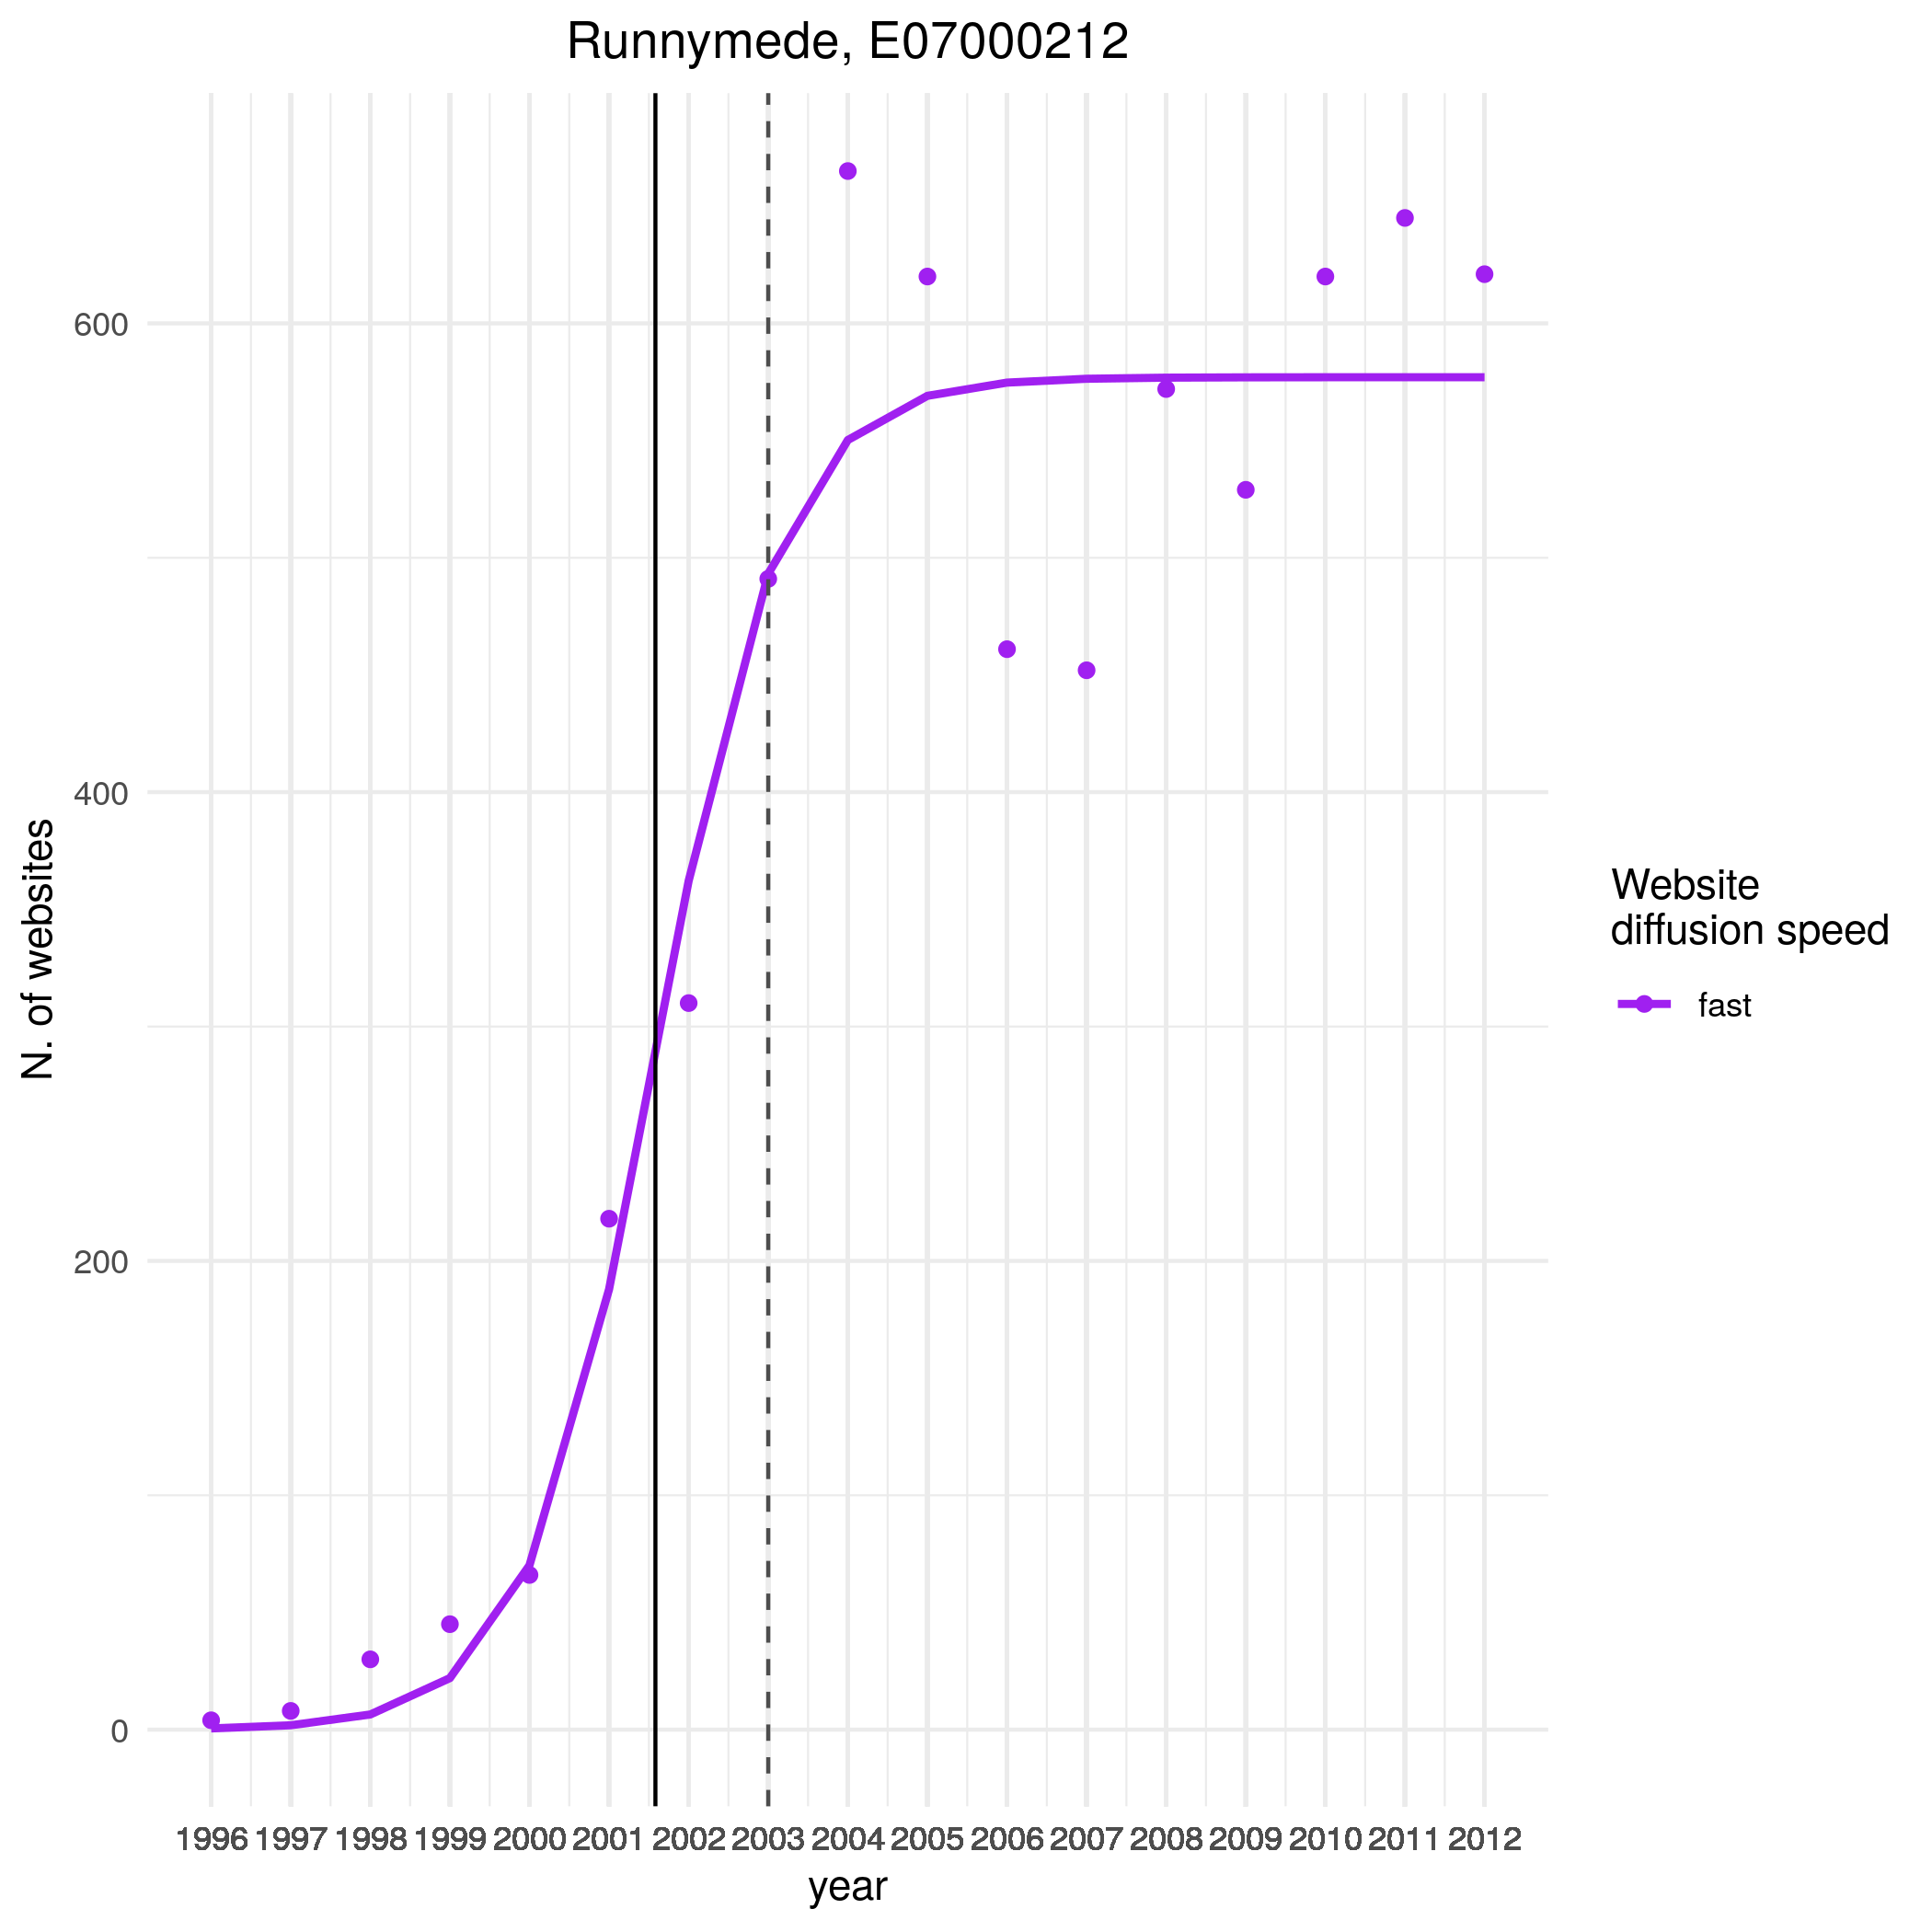 Runnymede, E07000212
600
400
200
0
N. of websites
1996 1997 1998 1999 2000 2001 2002 2003 2004 2005 2006 2007 2008 2009 2010 2011 2012
year
Website
diffusion speed
fast